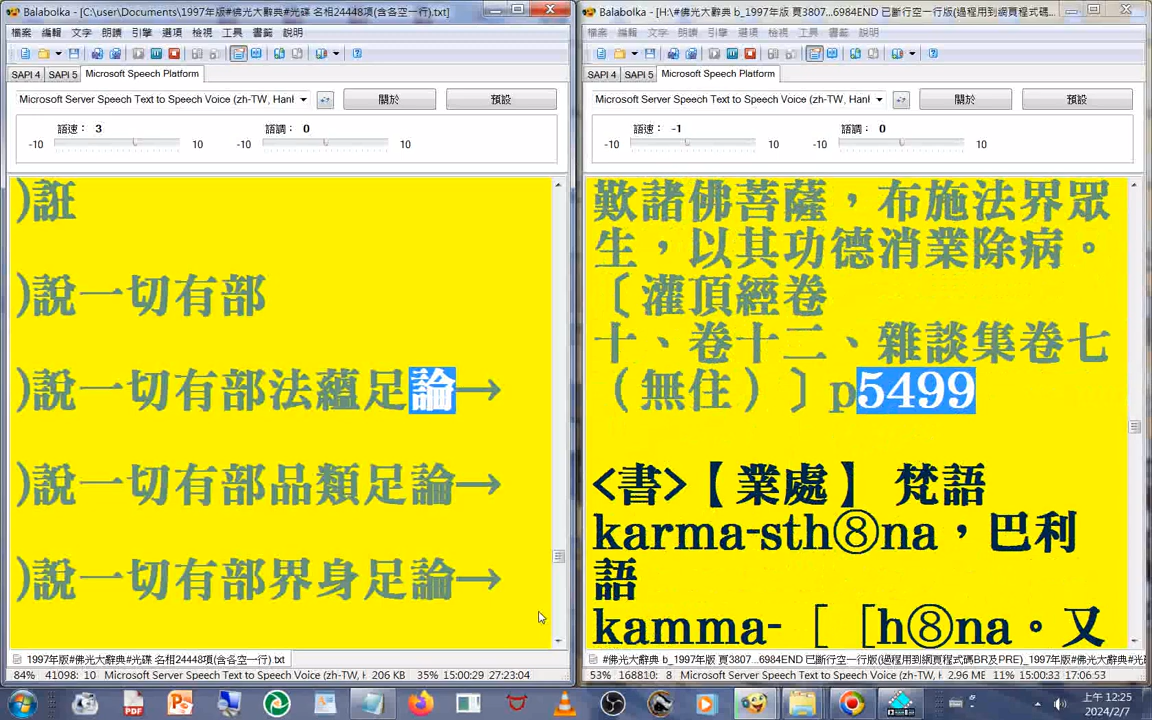 Balabolka - [C:\user\Documents\1997年版#佛光大辭典#光碟 名相24448項(含各空一行).txt]
檔案 編輯 文字 朗讀 引擎 選項 檢視 工具 書籤 說明
SAPI 4 SAPI 5 Microsoft Speech Platform
Microsoft Server Speech Text to Speech Voice (zh-TW, Hanl
關於 預設
語速： 3 語調： 0
-10 10 -10 10
)誑
)說一切有部
)說一切有部法蘊足論→
)說一切有部品類足論→
)說一切有部界身足論→
1997年版#佛光大辭典#光碟 名相24448項(含各空一行).txt
84% 41098: 10 Microsoft Server Speech Text to Speech Voice (zh-TW, Han 206 KB 35% 15:00:29 27:23:04
Balabolka - [H:\#佛光大辭典 b_1997年版 頁3807...6984END 已斷行空一行版(過程用到網頁程式碼...
檔案 編輯 文字 朗讀 引擎 選項 檢視 工具 書籤 說明
SAPI 4 SAPI 5 Microsoft Speech Platform
Microsoft Server Speech Text to Speech Voice (zh-TW, Hanl
關於 預設
語速： -1 語調： 0
-10 10 -10 10
歎諸佛菩薩，布施法界眾
生，以其功德消業除病。
〔灌頂經卷
十、卷十二、雜談集卷七
（無住）〕p5499
<書>【業處】 梵語
karma-sth⑧na，巴利
語
kamma-［［h⑧na。又
#佛光大辭典 b_1997年版 頁3807...6984END 已斷行空一行版(過程用到網頁程式碼BR及PRE)_1997年版#光
53% 168810: 8 Microsoft Server Speech Text to Speech Voice (zh-TW, 2.96 ME 11% 15:00:33 17:06:53
上午 12:25
2024/2/7